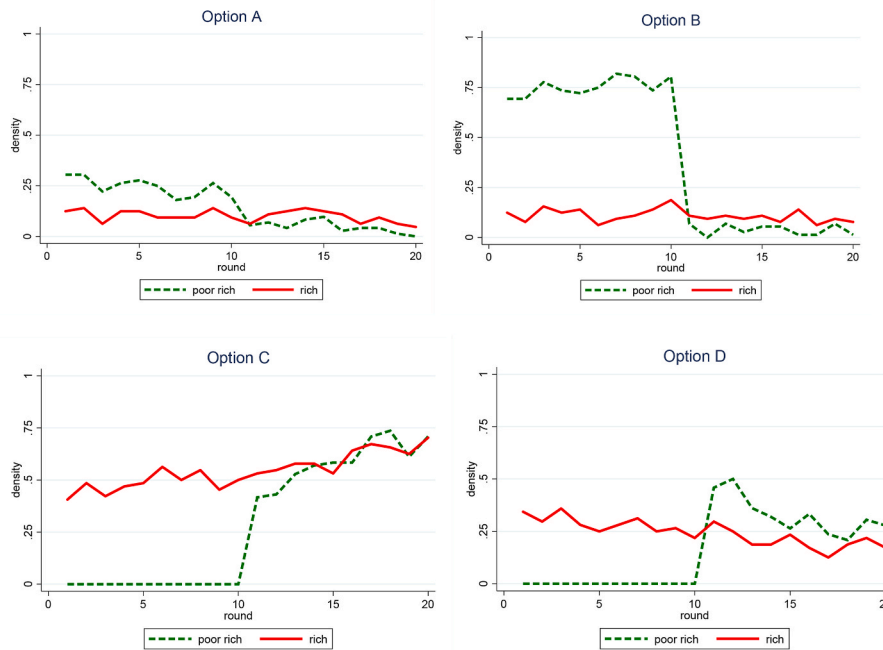 Option A
density
1
.75
.5
.25
0
0
5
10
15
20
round
poor rich
rich
Option B
density
1
.75
.5
.25
0
0
5
10
15
20
round
poor rich
rich
Option C
density
1
.75
.5
.25
0
0
5
10
15
20
round
poor rich
rich
Option D
density
1
.75
.5
.25
0
0
5
10
15
20
round
poor rich
rich